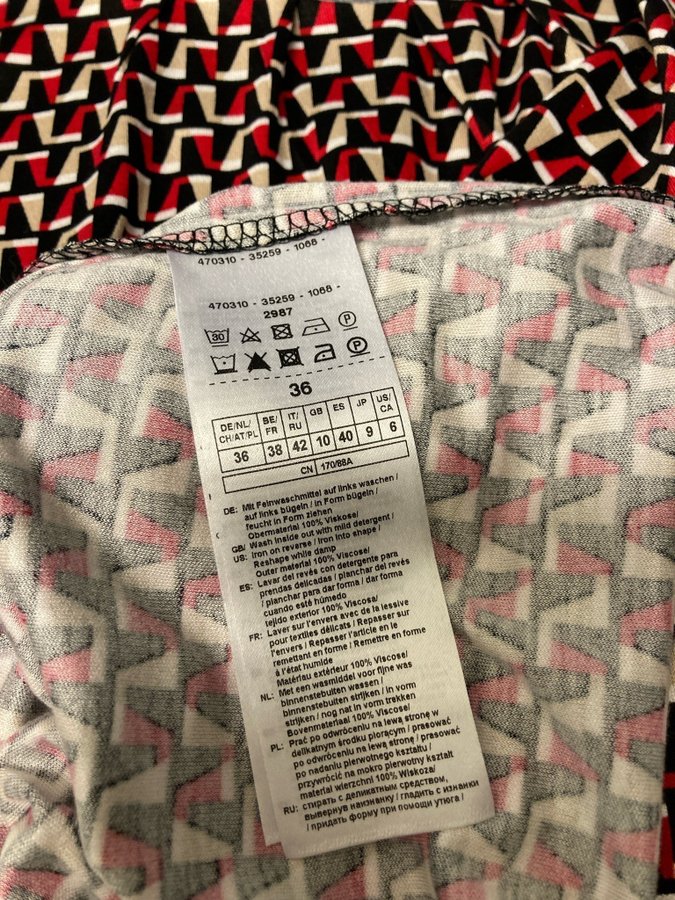 470310 - 35259 - 1068 -
470310 - 35259 - 1068 -
2987
30 P
P
36
DE/NL/ CH/AT/PL BE/ FR IT/ RU GB ES JP US/ CA
36 38 42 10 40 9 6
CN 170/88A
DE: Mit Feinwaschmittel auf links waschen /
auf links bügeln / in Form bügeln /
feucht in Form ziehen
Obermaterial 100% Viskose/
GB/ Wash inside out with mild detergent /
US: Iron on reverse / Iron into shape /
Reshape while damp
Outer material 100% Viscose/
ES: Lavar del revés con detergente para
prendas delicadas / planchar del revés
/ planchar para dar forma / dar forma
cuando esté húmedo
tejido exterior 100% Viscosa/
FR: Laver sur l'envers avec de la lessive
pour textiles délicats / Repasser sur
l'envers / Repasser l'article en le
remettant en forme / Remettre en forme
à l'état humide
Matériau extérieur 100% Viscose/
NL: Met een wasmiddel voor fijne was
binnenstebuiten wassen /
binnenstebuiten strijken / in vorm
strijken / nog nat in vorm trekken
Bovenmateriaal 100% Viscose/
PL: Prać po odwróceniu na lewą stronę w
delikatnym środku piorącym / prasować
po odwróceniu na lewą stronę / prasować
po nadaniu pierwotnego kształtu /
przywrócić na mokro pierwotny kształt
materiał wierzchni 100% Wiskoza/
RU: стирать с деликатным средством,
вывернув наизнанку / гладить с изнанки
/ придать форму при помощи утюга /